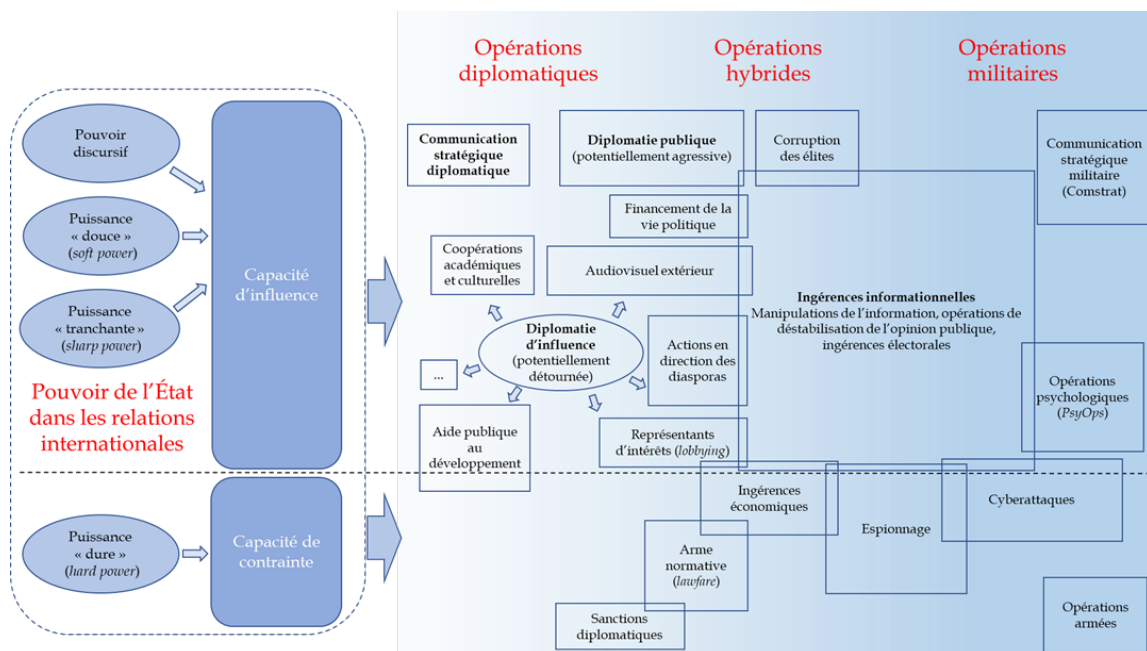 Opérations
diplomatiques
Opérations
hybrides
Opérations
militaires
Pouvoir
discursif
Puissance
« douce »
(soft power)
Puissance
« tranchante »
(sharp power)
Pouvoir de l'État
dans les relations
internationales
Capacité
d'influence
Puissance
« dure »
(hard power)
Capacité de
contrainte
Communication
stratégique
diplomatique
Diplomatie publique
(potentiellement agressive)
Corruption
des élites
Communication
stratégique
militaire
(Comstrat)
Financement de la
vie politique
Coopérations
académiques
et culturelles
Audiovisuel extérieur
Ingérences informationnelles
Manipulations de l'information, opérations de
déstabilisation de l'opinion publique,
ingérences électorales
Diplomatie
d'influence
(potentiellement
détournée)
Actions en
direction des
diasporas
...
Opérations
psychologiques
(PsyOps)
Aide publique
au
développement
Représentants
d'intérêts (lobbying)
Ingérences
économiques
Espionnage
Cyberattaques
Arme
normative
(lawfare)
Sanctions
diplomatiques
Opérations
armées